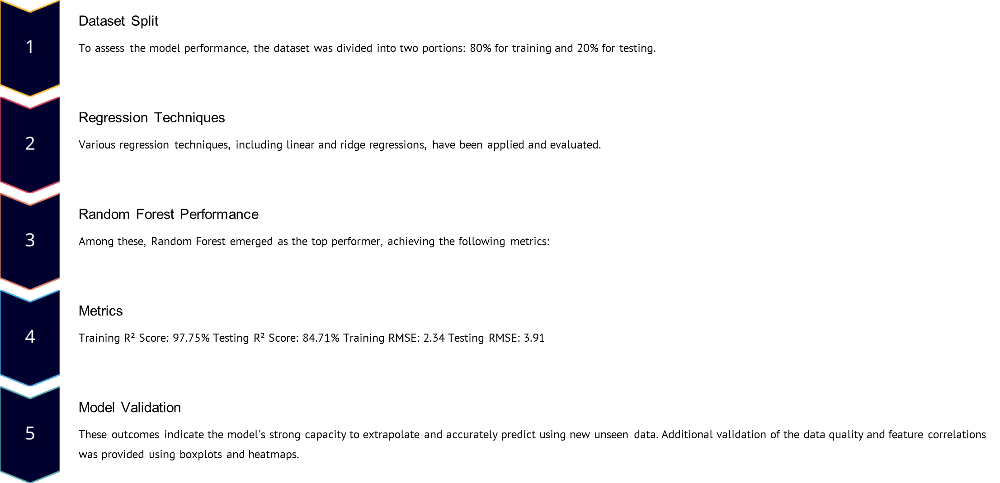 1
Dataset Split
To assess the model performance, the dataset was divided into two portions: 80% for training and 20% for testing.
2
Regression Techniques
Various regression techniques, including linear and ridge regressions, have been applied and evaluated.
3
Random Forest Performance
Among these, Random Forest emerged as the top performer, achieving the following metrics:
4
Metrics
Training R² Score: 97.75% Testing R² Score: 84.71% Training RMSE: 2.34 Testing RMSE: 3.91
5
Model Validation
These outcomes indicate the model's strong capacity to extrapolate and accurately predict using new unseen data. Additional validation of the data quality and feature correlations
was provided using boxplots and heatmaps.